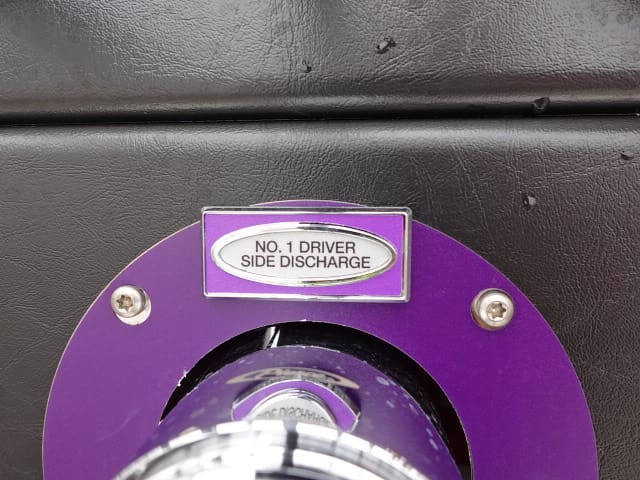 NO. 1 DRIVER
SIDE DISCHARGE